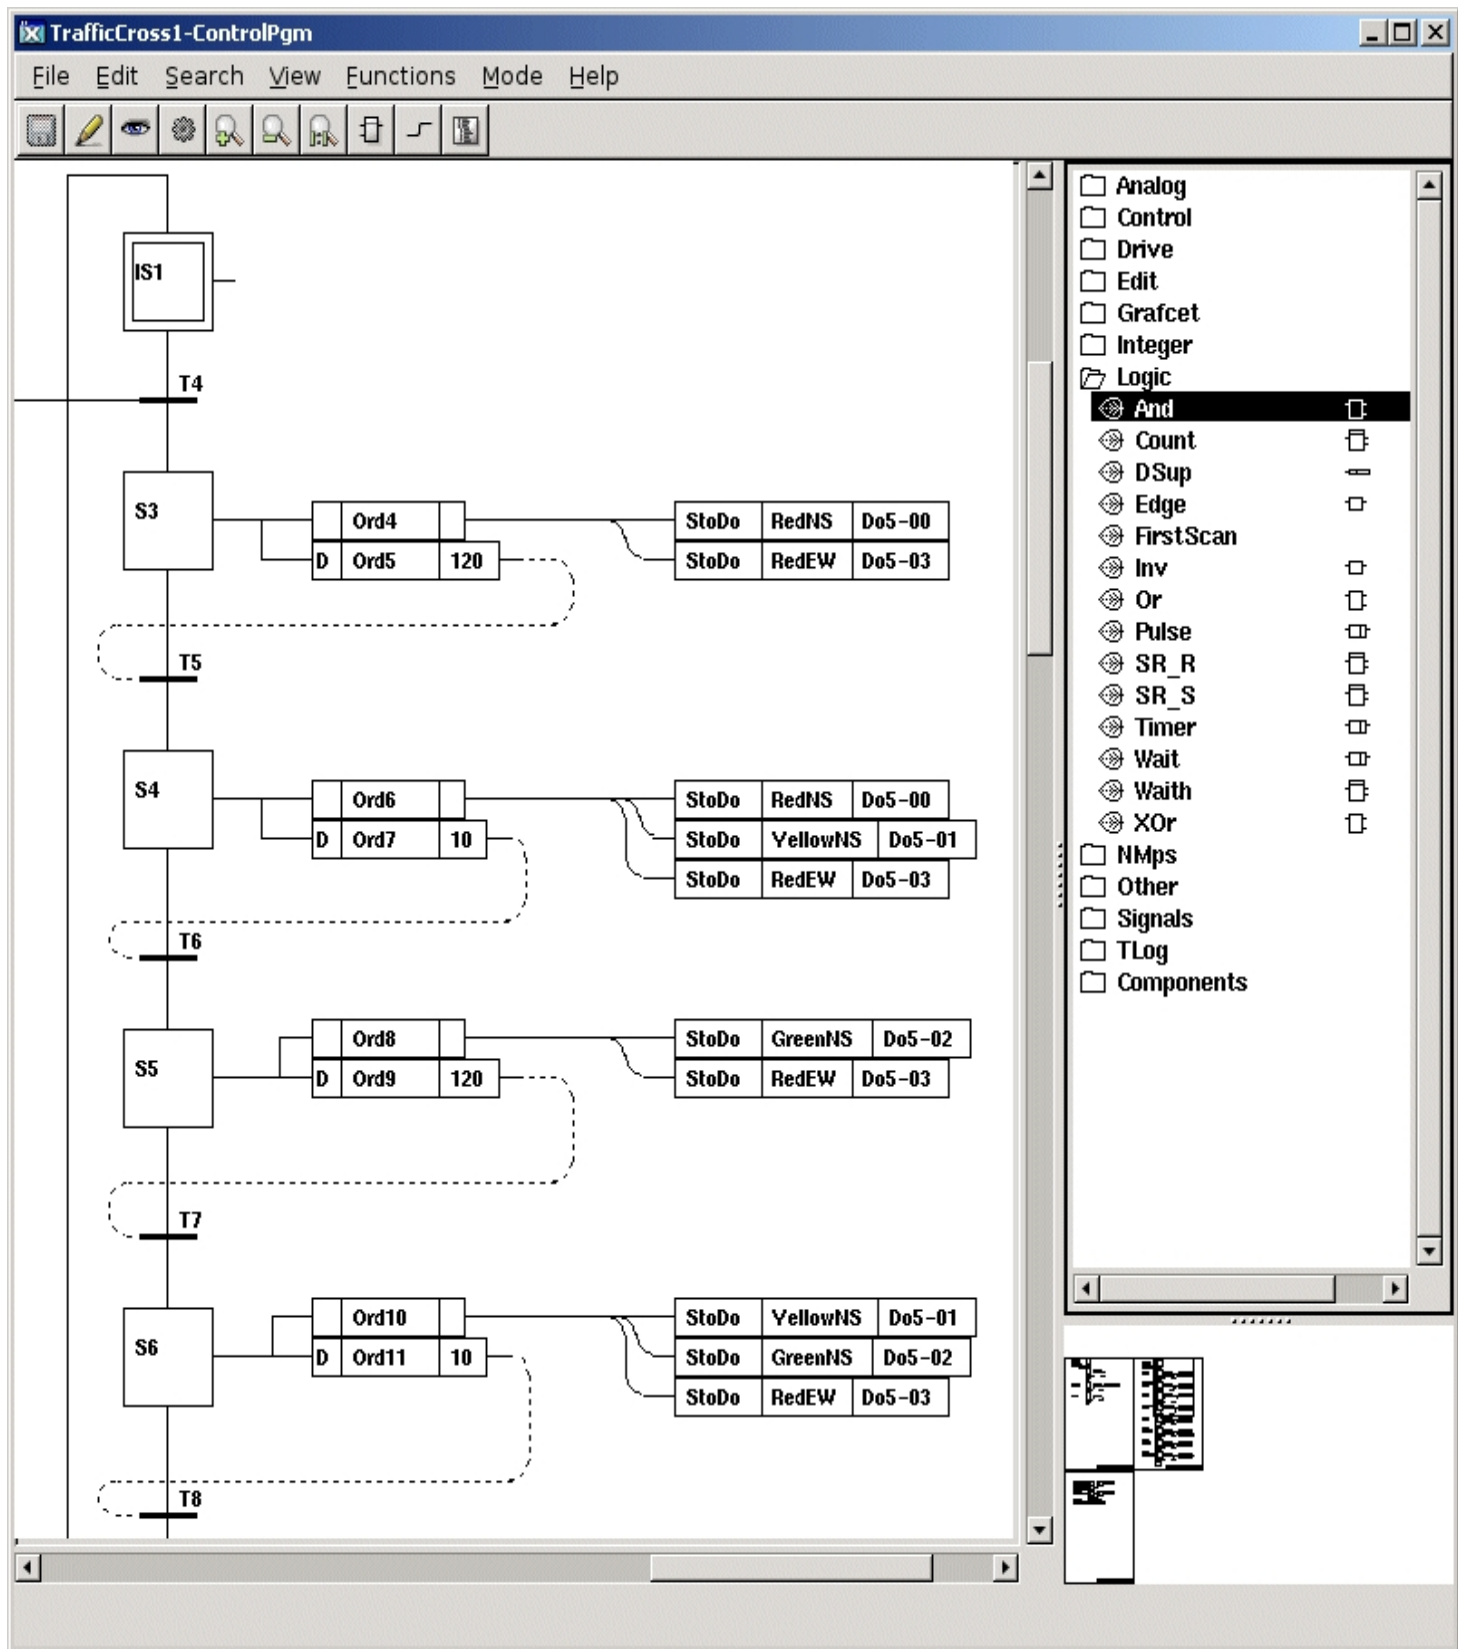 TrafficCross1-ControlPgm
File Edit Search View Functions Mode Help
IS1
T4
S3
Ord4
D Ord5 120
StoDo RedNS Do5-00
StoDo RedEW Do5-03
T5
S4
Ord6
D Ord7 10
StoDo RedNS Do5-00
StoDo YellowNS Do5-01
StoDo RedEW Do5-03
T6
S5
Ord8
D Ord9 120
StoDo GreenNS Do5-02
StoDo RedEW Do5-03
T7
S6
Ord10
D Ord11 10
StoDo YellowNS Do5-01
StoDo GreenNS Do5-02
StoDo RedEW Do5-03
T8
Analog
Control
Drive
Edit
Grafcet
Integer
Logic
And
Count
DSup
Edge
FirstScan
Inv
Or
Pulse
SR_R
SR_S
Timer
Wait
Waith
XOr
NMps
Other
Signals
TLog
Components